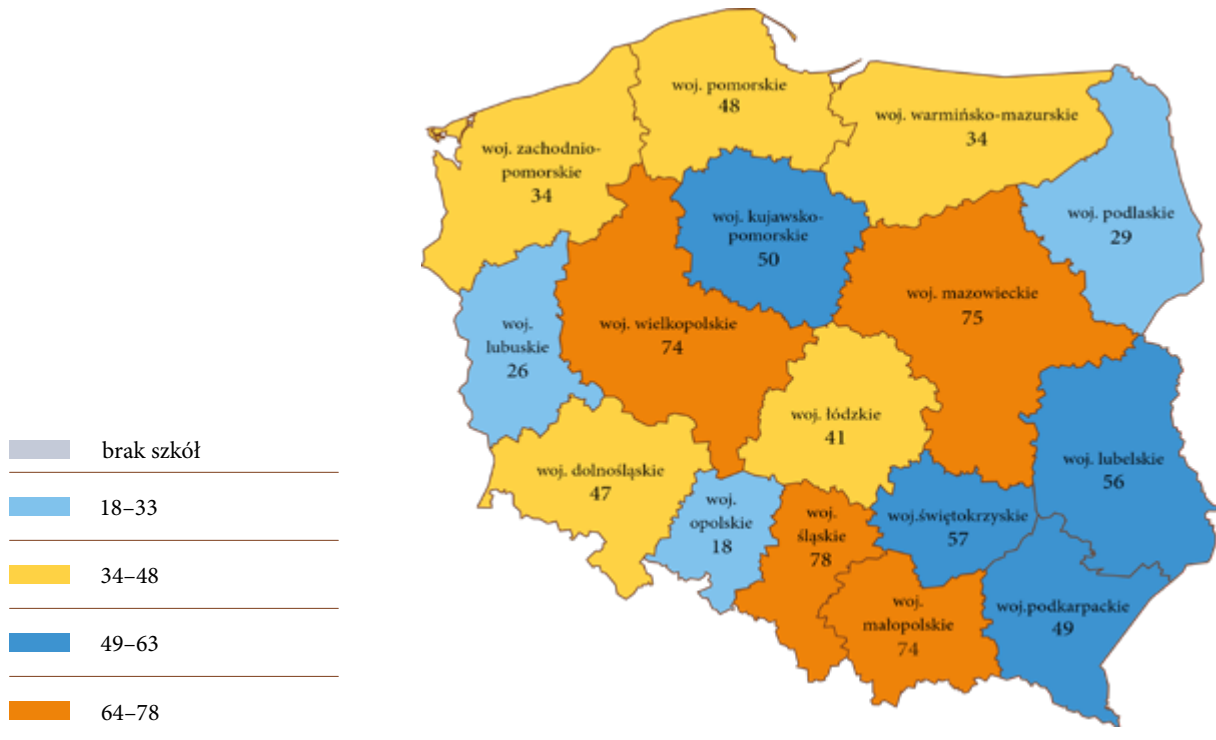 woj. pomorskie
48
woj. warmińsko-mazurskie
34
woj. zachodnio-
pomorskie
34
woj. kujawsko-
pomorskie
50
woj. podlaskie
29
woj. mazowieckie
75
woj.
lubuskie
26
woj. wielkopolskie
74
woj. łódzkie
41
woj. lubelskie
56
woj. dolnośląskie
47
woj.
opolskie
18
woj.
śląskie
78
woj.świętokrzyskie
57
woj.
małopolskie
74
woj.podkarpackie
49
brak szkół
18–33
34–48
49–63
64–78